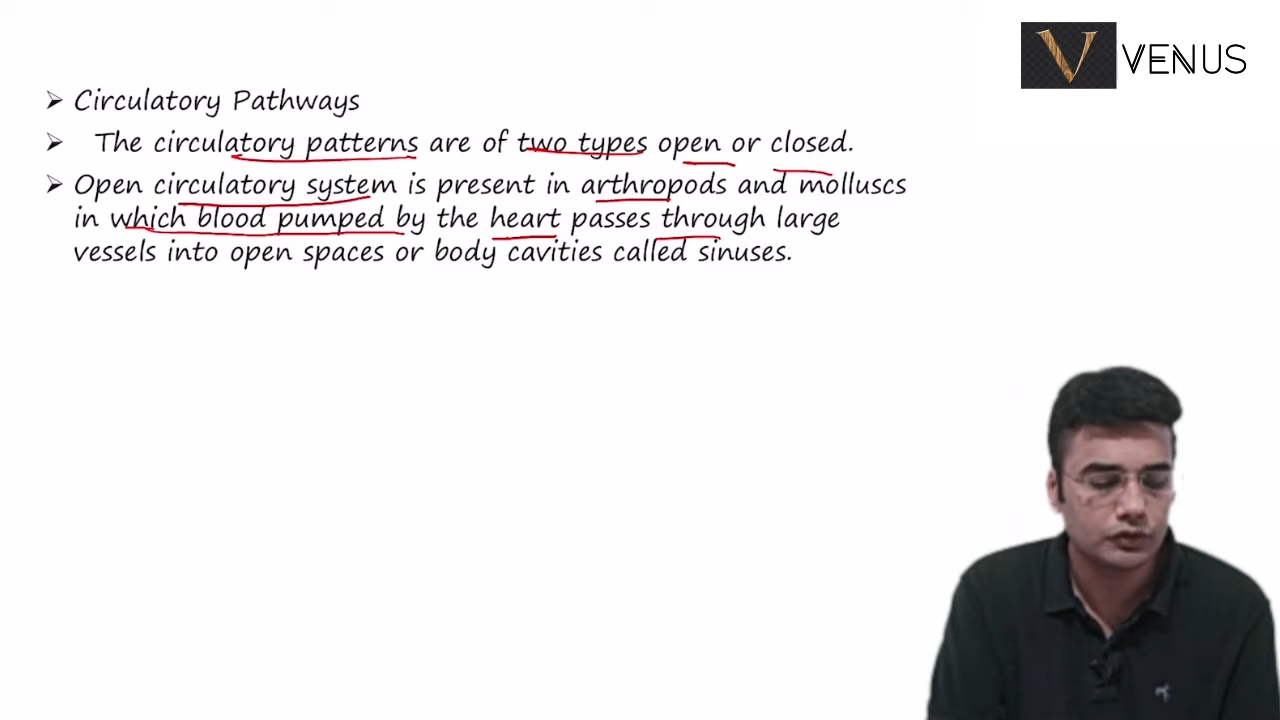 V VENUS
➢ Circulatory Pathways
➢ The circulatory patterns are of two types open or closed.
➢ Open circulatory system is present in arthropods and molluscs
in which blood pumped by the heart passes through large
vessels into open spaces or body cavities called sinuses.